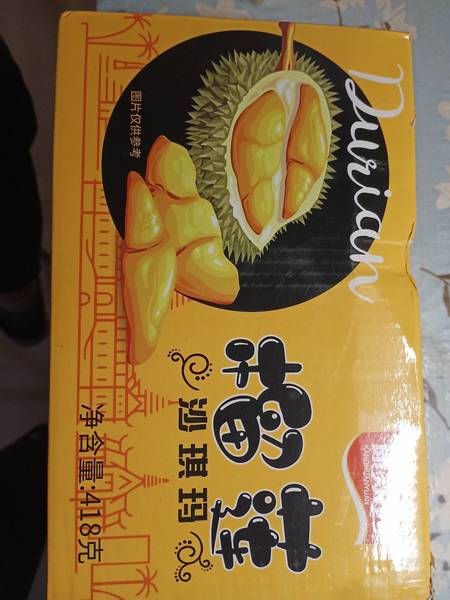 Durian
图片仅供参考
榴莲
沙琪玛
净含量:418克